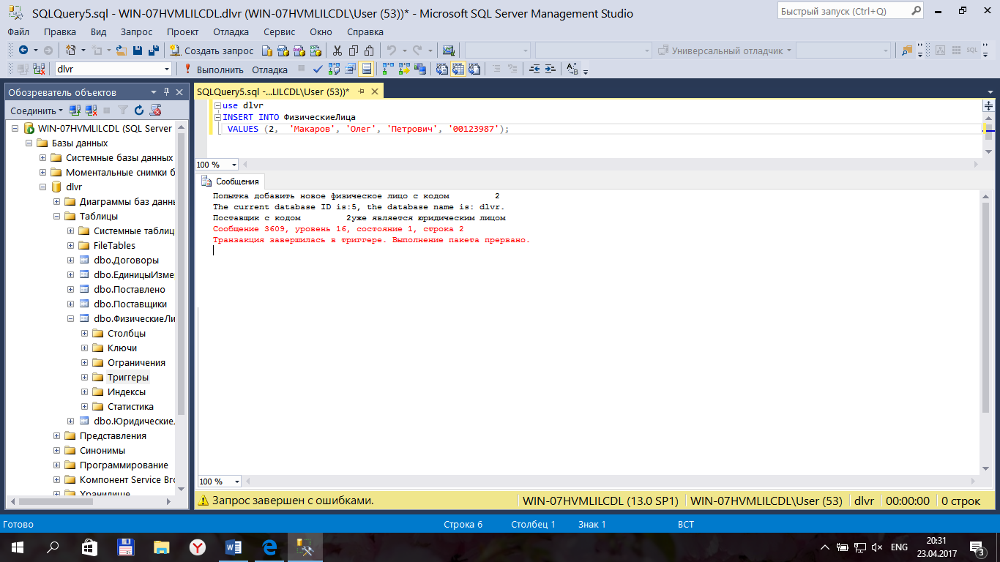 SQLQuery5.sql - WIN-07HVMLILCDL.dlvr (WIN-07HVMLILCDL\User (53))* - Microsoft SQL Server Management Studio
Быстрый запуск (Ctrl+Q)
Файл Правка Вид Запрос Проект Отладка Сервис Окно Справка
Создать запрос
Универсальный отладчик
dlvr
Выполнить Отладка
Обозреватель объектов
Соединить
WIN-07HVMLILCDL (SQL Server
Базы данных
Системные базы данных
Моментальные снимки б
dlvr
Диаграммы баз данн
Таблицы
Системные таблиц
FileTables
dbo.Договоры
dbo.ЕдиницыИзме
dbo.Поставлено
dbo.Поставщики
dbo.ФизическиеЛи
Столбцы
Ключи
Ограничения
Триггеры
Индексы
Статистика
dbo.Юридические
Представления
Синонимы
Программирование
Компонент Service Bro
Хранилище
SQLQuery5.sql -...LILCDL\User (53))*
use dlvr
INSERT INTO ФизическиеЛица
VALUES (2, 'Макаров', 'Олег', 'Петрович', '00123987');
100 %
Сообщения
Попытка добавить новое физическое лицо с кодом 2
The current database ID is:5, the database name is: dlvr.
Поставщик с кодом 2уже является юридическим лицом
Сообщение 3609, уровень 16, состояние 1, строка 2
Транзакция завершилась в триггере. Выполнение пакета прервано.
100 %
Запрос завершен с ошибками. WIN-07HVMLILCDL (13.0 SP1) WIN-07HVMLILCDL\User (53) dlvr 00:00:00 0 строк
Готово Строка 6 Столбец 1 Знак 1 ВСТ
ENG
20:31
23.04.2017
3